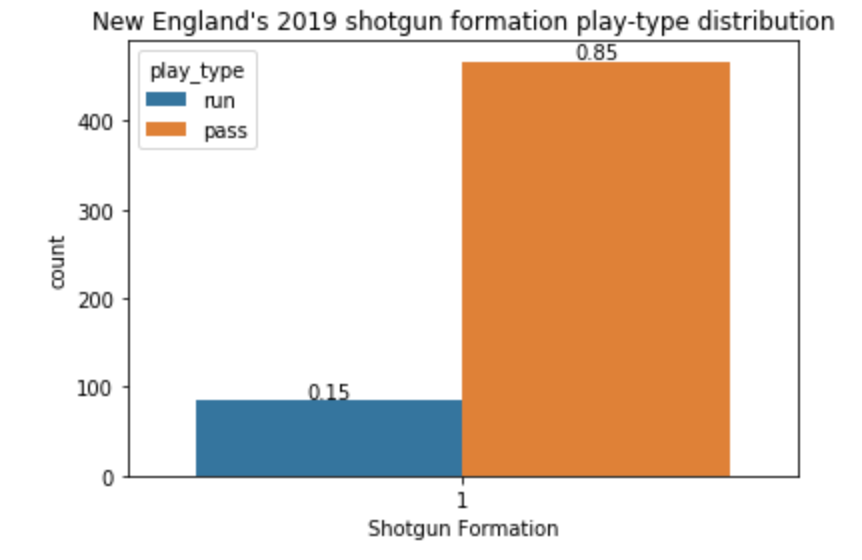 New England's 2019 shotgun formation play-type distribution
play_type
run
pass
0.85
0.15
400
300
200
100
0
count
1
Shotgun Formation